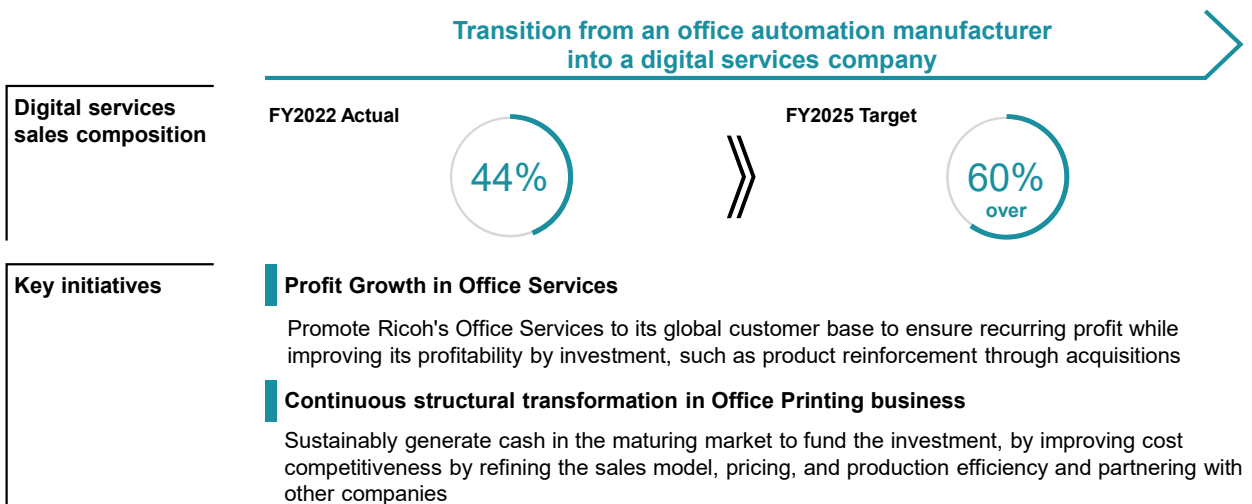 Transition from an office automation manufacturer
into a digital services company
Digital services
sales composition
FY2022 Actual
44%
FY2025 Target
60%
over
Key initiatives
Profit Growth in Office Services
Promote Ricoh's Office Services to its global customer base to ensure recurring profit while
improving its profitability by investment, such as product reinforcement through acquisitions
Continuous structural transformation in Office Printing business
Sustainably generate cash in the maturing market to fund the investment, by improving cost
competitiveness by refining the sales model, pricing, and production efficiency and partnering with
other companies